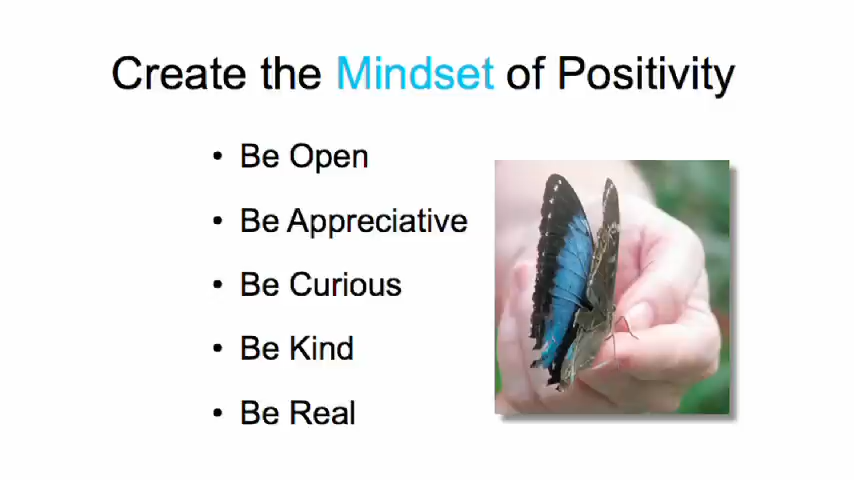 Create the Mindset of Positivity
• Be Open
• Be Appreciative
• Be Curious
• Be Kind
• Be Real